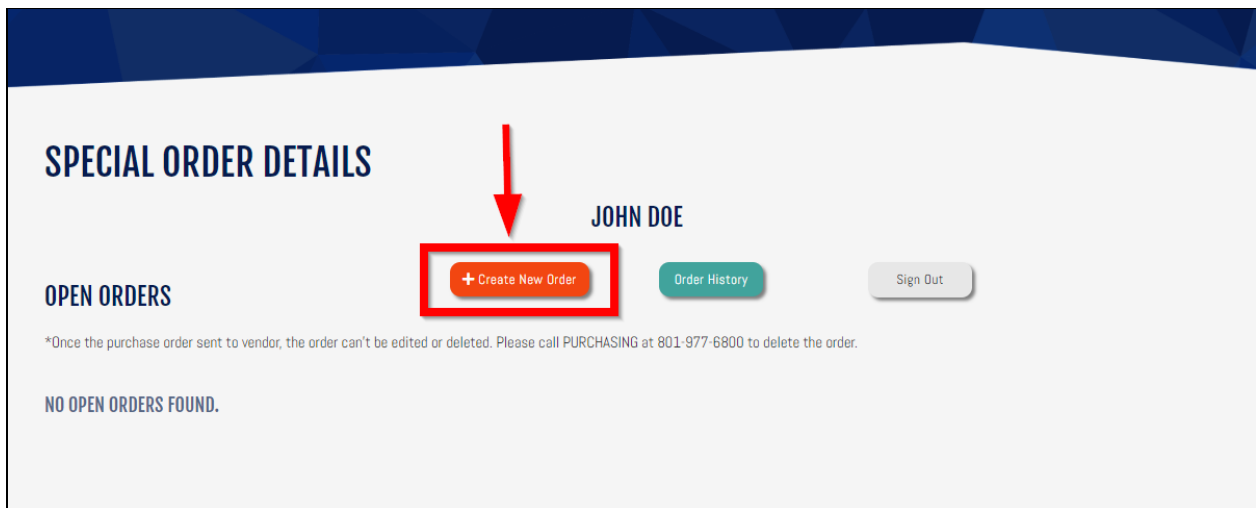 SPECIAL ORDER DETAILS
JOHN DOE
+ Create New Order
Order History
Sign Out
OPEN ORDERS
*Once the purchase order sent to vendor, the order can't be edited or deleted. Please call PURCHASING at 801-977-6800 to delete the order.
NO OPEN ORDERS FOUND.